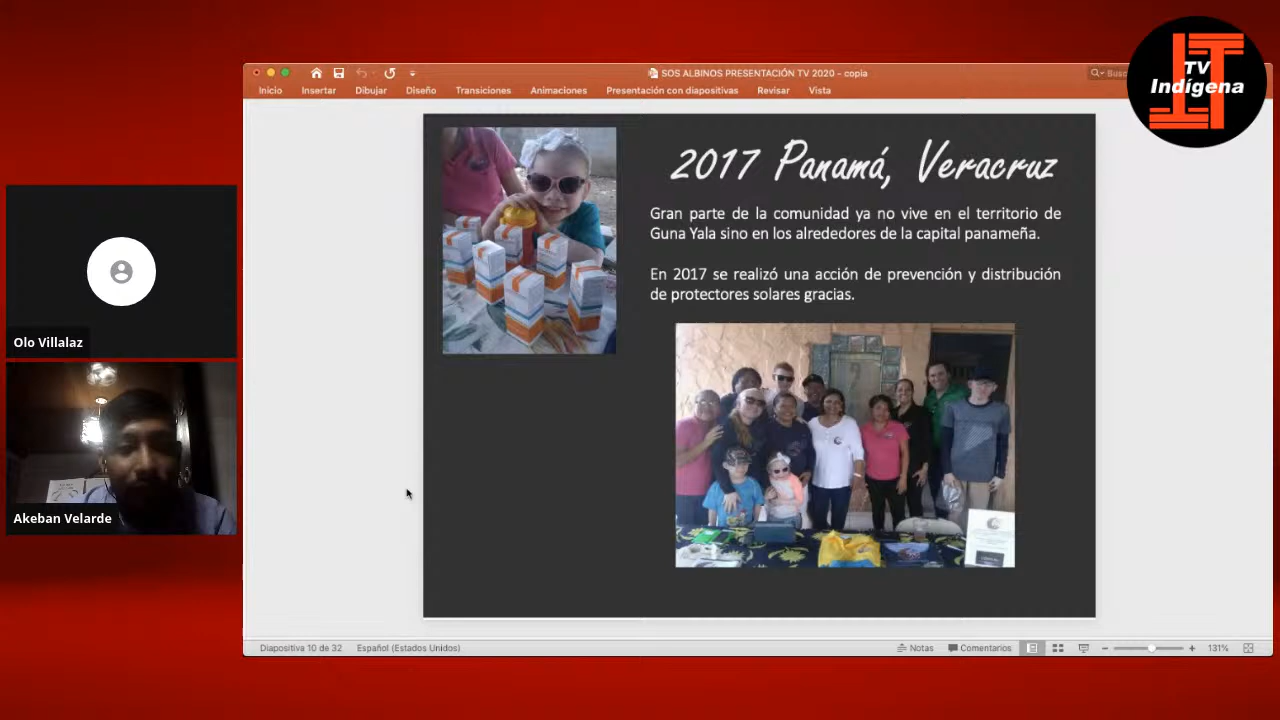 SOS ALBINOS PRESENTACIÓN TV 2020 - copia
Inicio Insertar Dibujar Diseño Transiciones Animaciones Presentación con diapositivas Revisar Vista
TV
Indígena
2017 Panamá, Veracruz
Gran parte de la comunidad ya no vive en el territorio de
Guna Yala sino en los alrededores de la capital panameña.
En 2017 se realizó una acción de prevención y distribución
de protectores solares gracias.
Olo Villalaz
Akeban Velarde
Diapositiva 10 de 32 Español (Estados Unidos) Notas Comentarios 131%